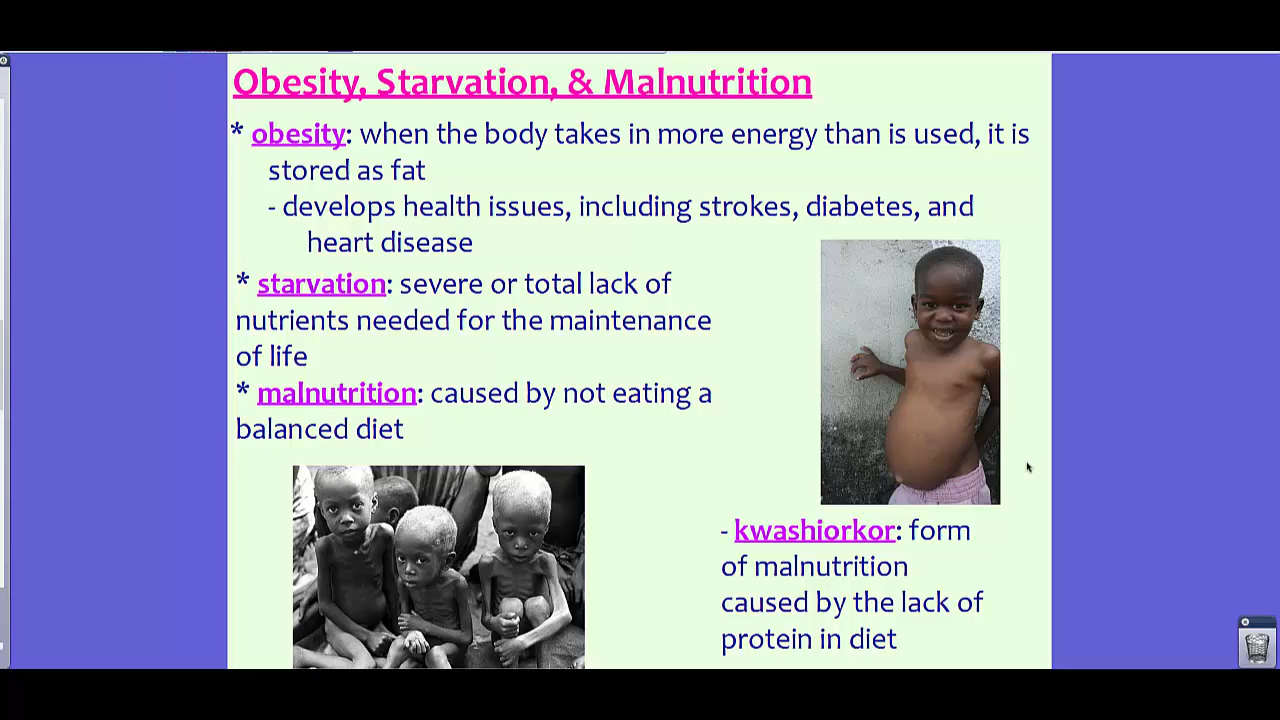 Obesity, Starvation, & Malnutrition
* obesity: when the body takes in more energy than is used, it is
stored as fat
- develops health issues, including strokes, diabetes, and
heart disease
* starvation: severe or total lack of
nutrients needed for the maintenance
of life
* malnutrition: caused by not eating a
balanced diet
- kwashiorkor: form
of malnutrition
caused by the lack of
protein in diet